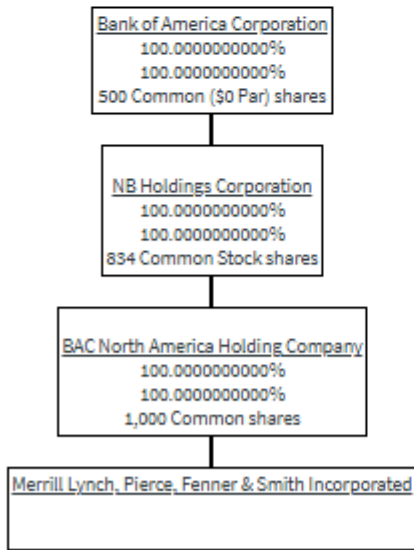 Bank of America Corporation
100.0000000000%
100.0000000000%
500 Common ($0 Par) shares
NB Holdings Corporation
100.0000000000%
100.0000000000%
834 Common Stock shares
BAC North America Holding Company
100.0000000000%
100.0000000000%
1,000 Common shares
Merrill Lynch, Pierce, Fenner & Smith Incorporated